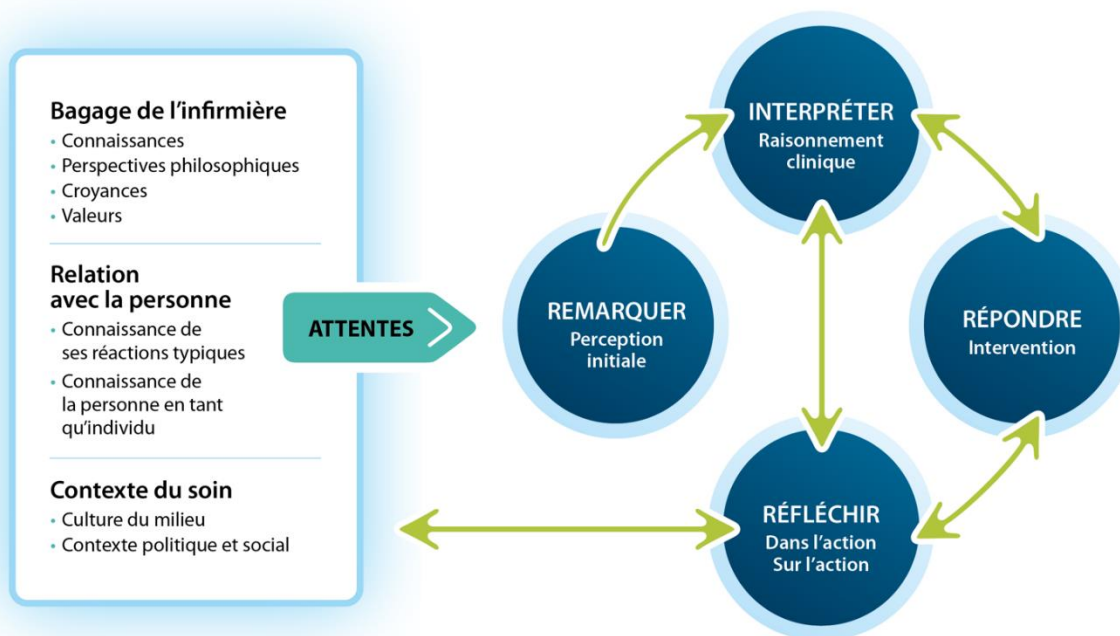 Bagage de l’infirmière
• Connaissances
• Perspectives philosophiques
• Croyances
• Valeurs
Relation
avec la personne
• Connaissance de
ses réactions typiques
• Connaissance de
la personne en tant
qu’individu
Contexte du soin
• Culture du milieu
• Contexte politique et social
ATTENTES
REMARQUER
Perception
initiale
INTERPRÉTER
Raisonnement
clinique
RÉPONDRE
Intervention
RÉFLÉCHIR
Dans l’action
Sur l’action